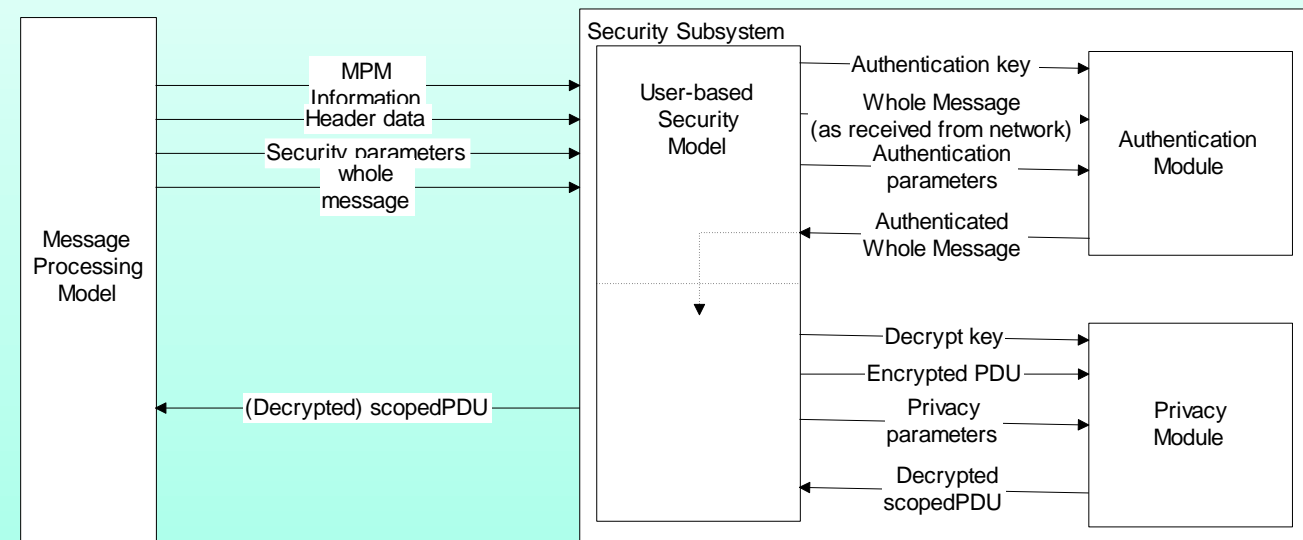 Security Subsystem
MPM
Information
Header data
Security parameters
whole
message
Message
Processing
Model
(Decrypted) scopedPDU
User-based
Security
Model
Authentication key
Whole Message
(as received from network)
Authentication
parameters
Authenticated
Whole Message
Authentication
Module
Decrypt key
Encrypted PDU
Privacy
parameters
Decrypted
scopedPDU
Privacy
Module